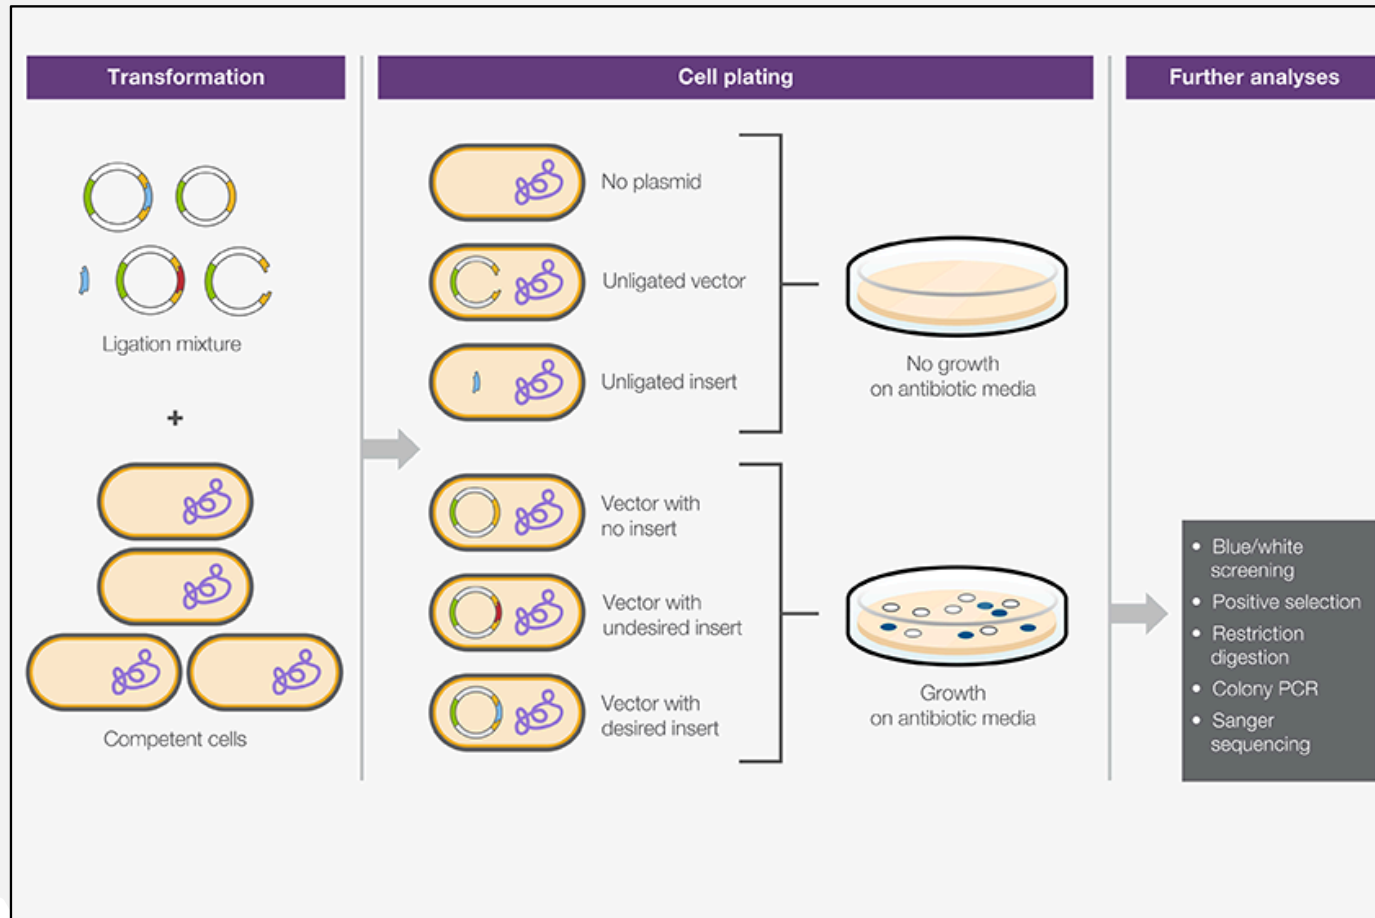 Transformation
Cell plating
Further analyses
Ligation mixture
+
Competent cells
No plasmid
Unligated vector
Unligated insert
No growth
on antibiotic media
Vector with
no insert
Vector with
undesired insert
Vector with
desired insert
Growth
on antibiotic media
• Blue/white
screening
• Positive selection
• Restriction
digestion
• Colony PCR
• Sanger
sequencing